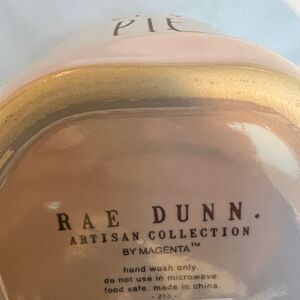 PIE
RAE DUNN.
ARTISAN COLLECTION
BY MAGENTA™
hand wash only.
do not use in microwave.
food safe. made in china.
- 213 -